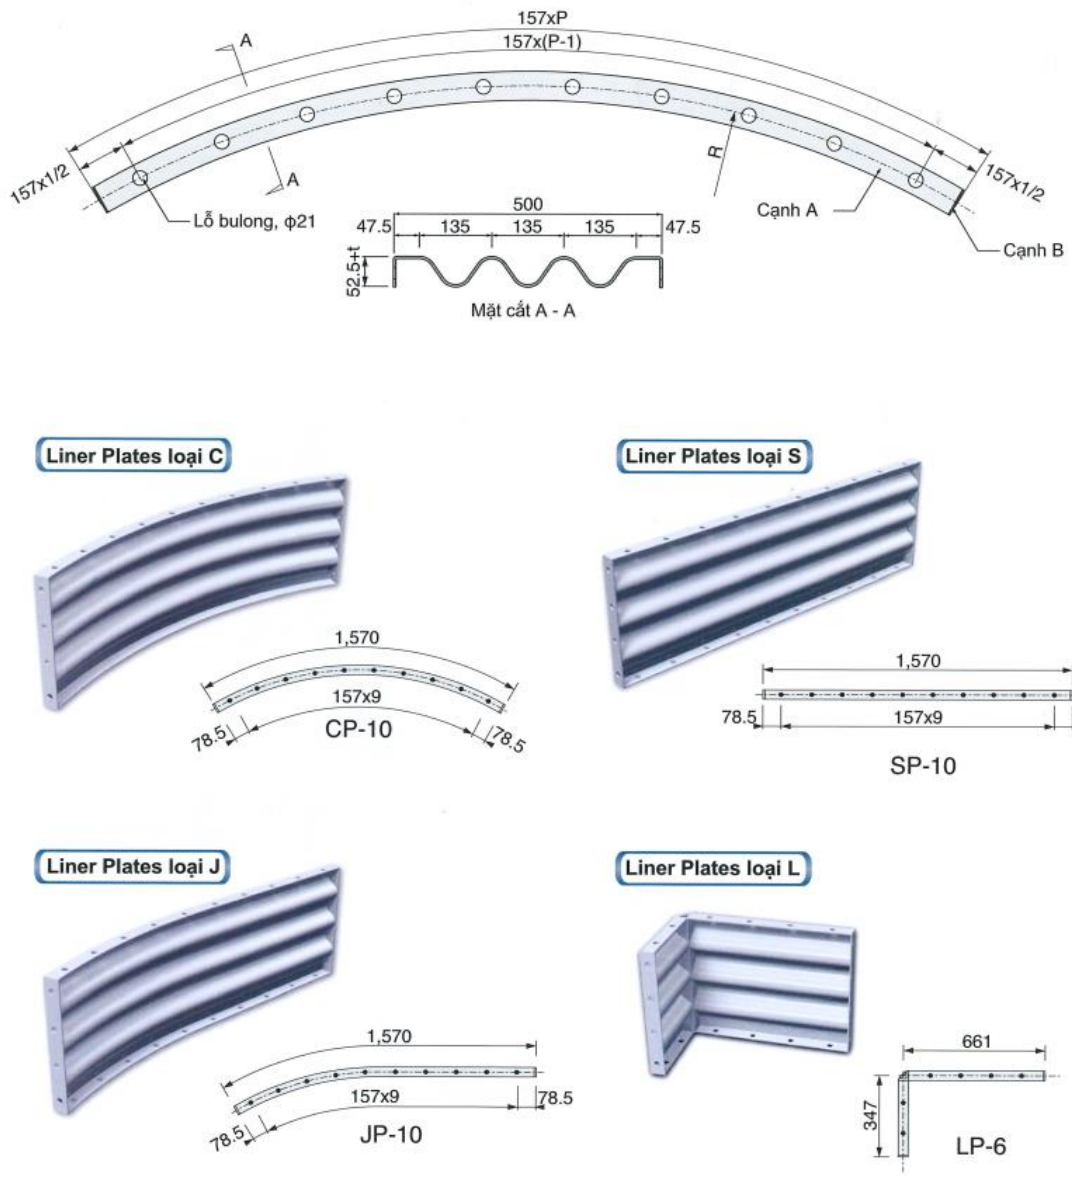 157xP
157x(P-1)
A
A
157x1/2
157x1/2
R
Lỗ bulong, φ21
Cạnh A
Cạnh B
500
47.5
135
135
135
47.5
52.5+t
Mặt cắt A - A
Liner Plates loại C
1,570
157x9
78.5
78.5
CP-10
Liner Plates loại S
1,570
78.5
157x9
78.5
SP-10
Liner Plates loại J
1,570
157x9
78.5
78.5
JP-10
Liner Plates loại L
661
347
LP-6